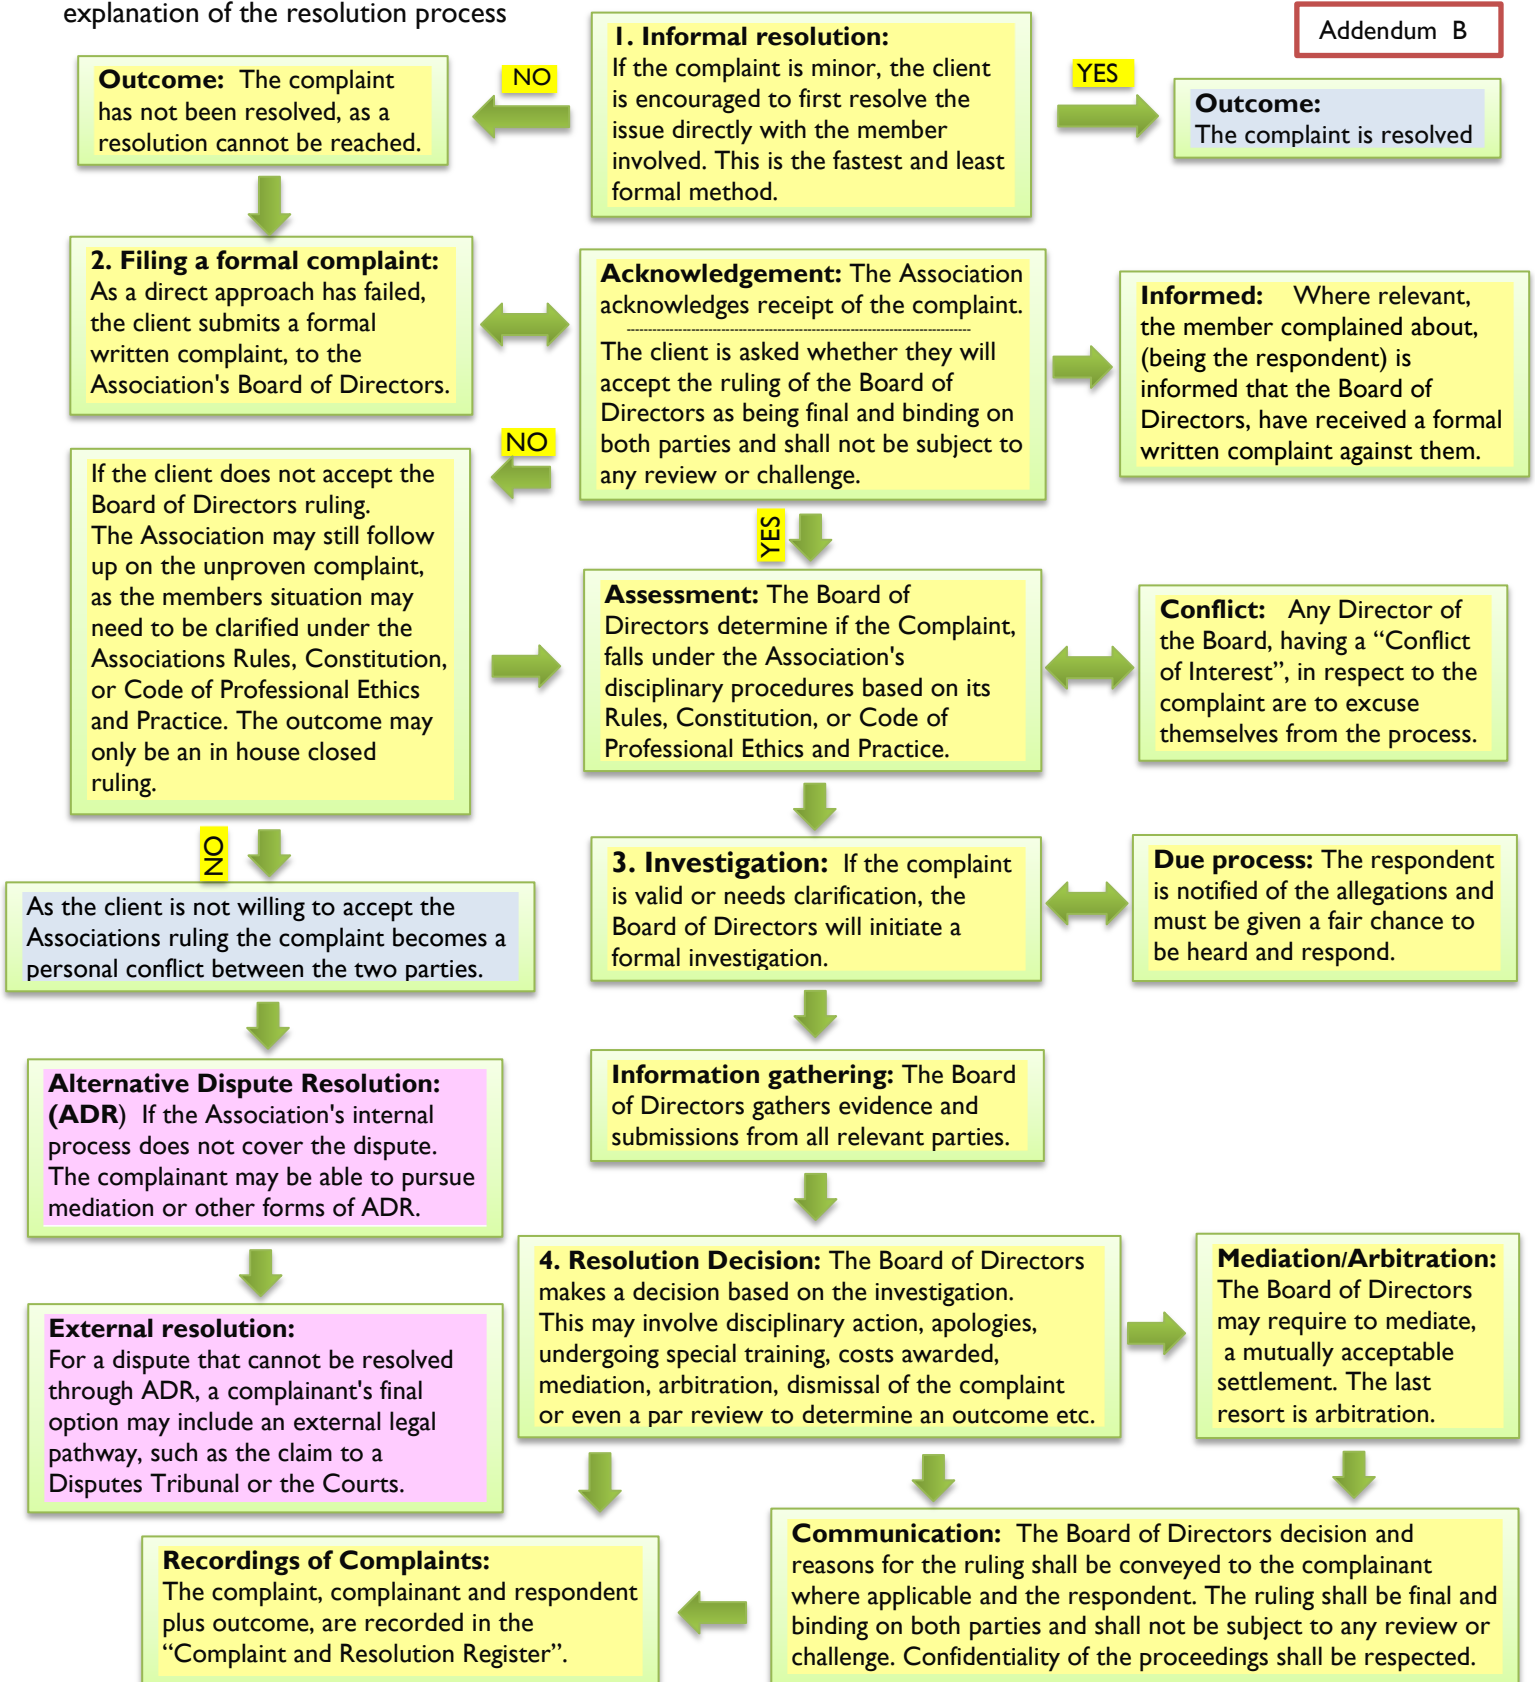 explanation of the resolution process
Addendum B
1. Informal resolution:
If the complaint is minor, the client
is encouraged to first resolve the
issue directly with the member
involved. This is the fastest and least
formal method.
NO
YES
Outcome: The complaint
has not been resolved, as a
resolution cannot be reached.
Outcome:
The complaint is resolved
2. Filing a formal complaint:
As a direct approach has failed,
the client submits a formal
written complaint, to the
Association's Board of Directors.
Acknowledgement: The Association
acknowledges receipt of the complaint.
The client is asked whether they will
accept the ruling of the Board of
Directors as being final and binding on
both parties and shall not be subject to
any review or challenge.
Informed: Where relevant,
the member complained about,
(being the respondent) is
informed that the Board of
Directors, have received a formal
written complaint against them.
NO
If the client does not accept the
Board of Directors ruling.
The Association may still follow
up on the unproven complaint,
as the members situation may
need to be clarified under the
Associations Rules, Constitution,
or Code of Professional Ethics
and Practice. The outcome may
only be an in house closed
ruling.
YES
Assessment: The Board of
Directors determine if the Complaint,
falls under the Association's
disciplinary procedures based on its
Rules, Constitution, or Code of
Professional Ethics and Practice.
Conflict: Any Director of
the Board, having a “Conflict
of Interest”, in respect to the
complaint are to excuse
themselves from the process.
NO
As the client is not willing to accept the
Associations ruling the complaint becomes a
personal conflict between the two parties.
3. Investigation: If the complaint
is valid or needs clarification, the
Board of Directors will initiate a
formal investigation.
Due process: The respondent
is notified of the allegations and
must be given a fair chance to
be heard and respond.
Alternative Dispute Resolution:
(ADR) If the Association's internal
process does not cover the dispute.
The complainant may be able to pursue
mediation or other forms of ADR.
Information gathering: The Board
of Directors gathers evidence and
submissions from all relevant parties.
External resolution:
For a dispute that cannot be resolved
through ADR, a complainant's final
option may include an external legal
pathway, such as the claim to a
Disputes Tribunal or the Courts.
4. Resolution Decision: The Board of Directors
makes a decision based on the investigation.
This may involve disciplinary action, apologies,
undergoing special training, costs awarded,
mediation, arbitration, dismissal of the complaint
or even a par review to determine an outcome etc.
Mediation/Arbitration:
The Board of Directors
may require to mediate,
a mutually acceptable
settlement. The last
resort is arbitration.
Recordings of Complaints:
The complaint, complainant and respondent
plus outcome, are recorded in the
“Complaint and Resolution Register”.
Communication: The Board of Directors decision and
reasons for the ruling shall be conveyed to the complainant
where applicable and the respondent. The ruling shall be final and
binding on both parties and shall not be subject to any review or
challenge. Confidentiality of the proceedings shall be respected.